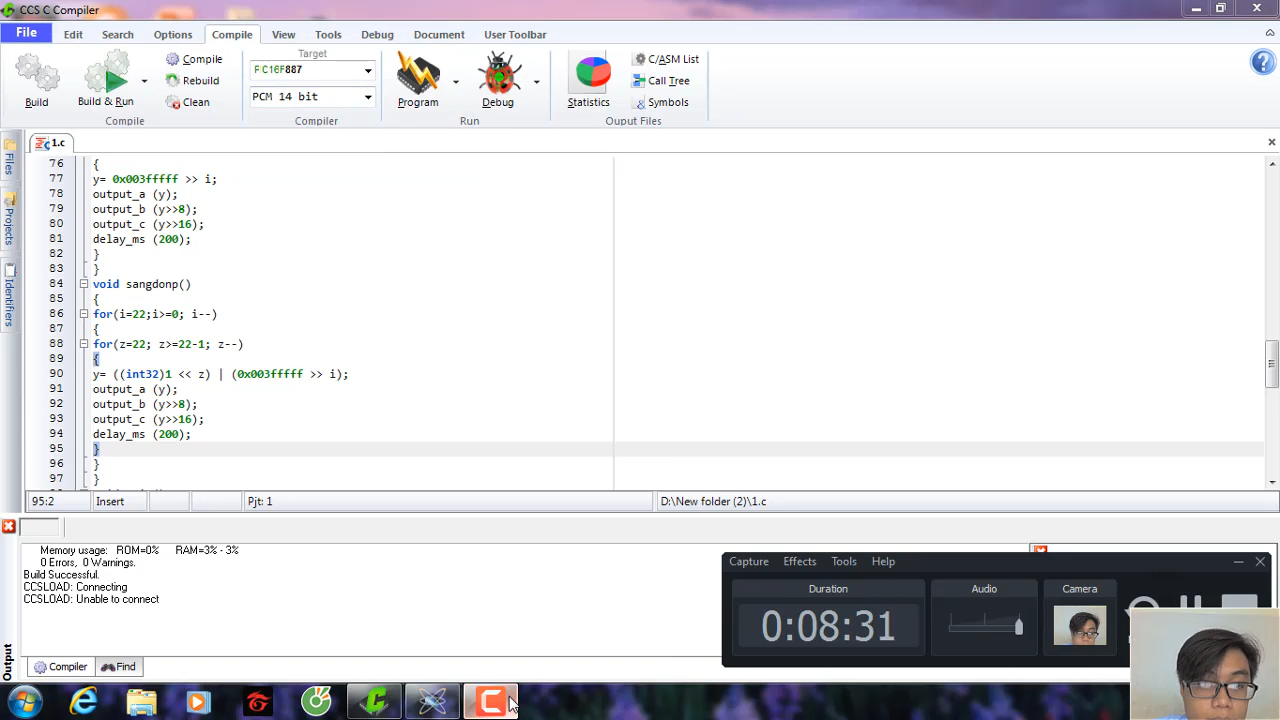 CCS C Compiler
File Edit Search Options Compile View Tools Debug Document User Toolbar
Target
Compile
Rebuild
Clean
PIC16F887
PCM 14 bit
C/ASM List
Call Tree
Symbols
Build Build & Run Program Debug Statistics
Compile Compiler Run Ouput Files
1.c
Files
Projects
Identifiers
76 {
77 y= 0x003fffff >> i;
78 output_a (y);
79 output_b (y>>8);
80 output_c (y>>16);
81 delay_ms (200);
82 }
83 }
84 void sangdonp()
85 {
86 for(i=22;i>=0; i--)
87 {
88 for(z=22; z>=22-1; z--)
89 {
90 y= ((int32)1 << z) | (0x003fffff >> i);
91 output_a (y);
92 output_b (y>>8);
93 output_c (y>>16);
94 delay_ms (200);
95 }
96 }
97 }
95:2 Insert Pjt: 1 D:\New folder (2)\1.c
Memory usage: ROM=0% RAM=3% - 3%
0 Errors, 0 Warnings.
Build Successful.
CCSLOAD: Connecting
CCSLOAD: Unable to connect
Output
Compiler Find
Capture Effects Tools Help
Duration Audio Camera
0:08:31